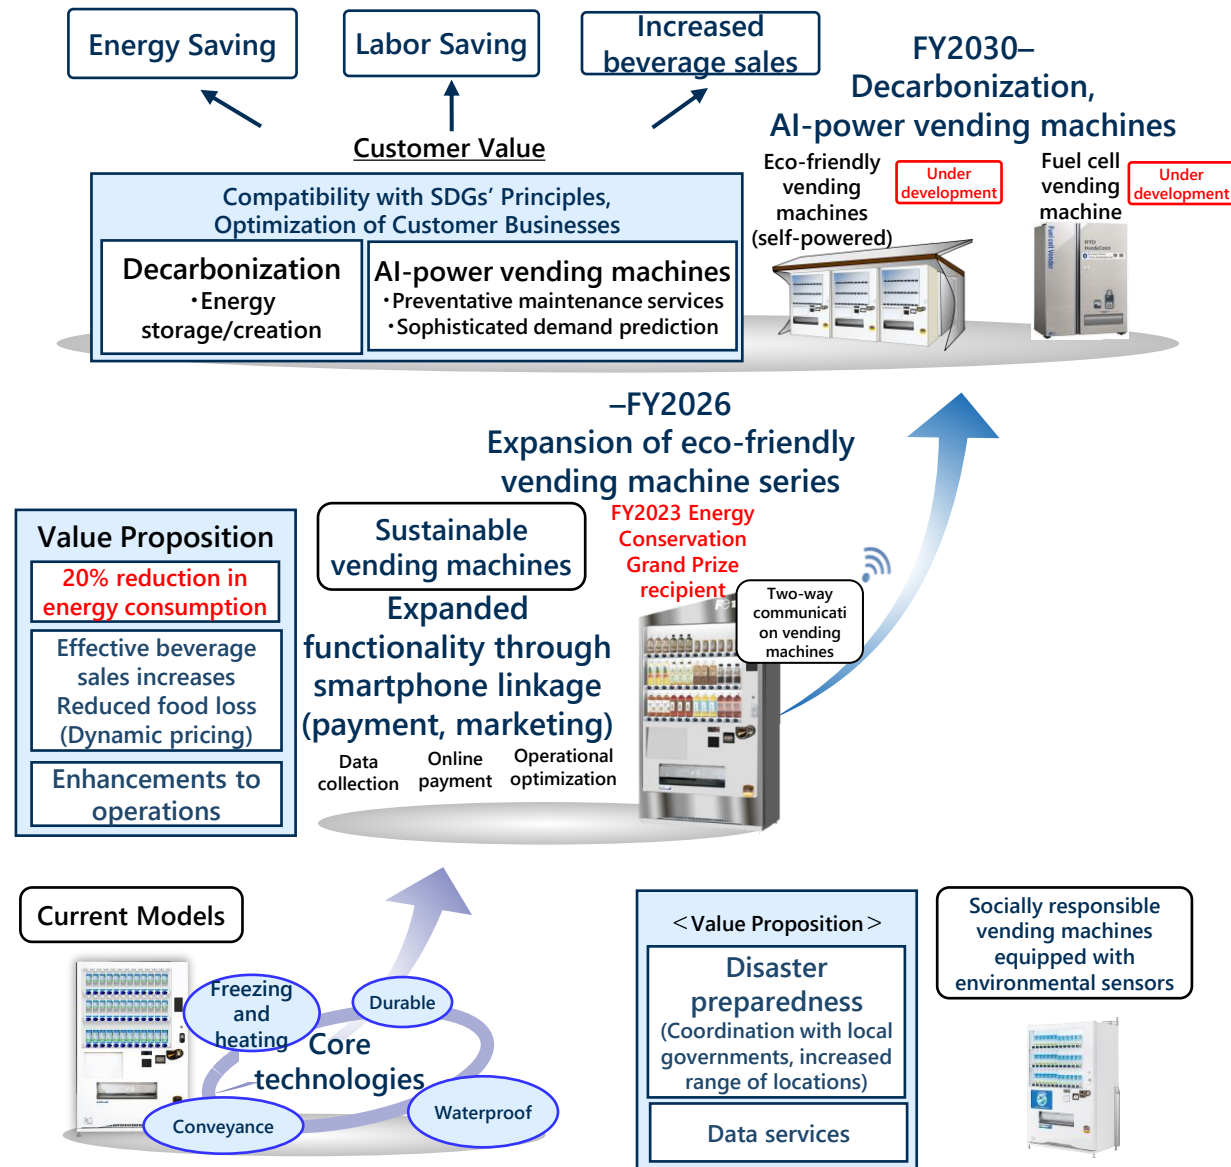 Energy Saving
Labor Saving
Increased
beverage sales
FY2030–
Decarbonization,
AI-power vending machines
Customer Value
Compatibility with SDGs' Principles,
Optimization of Customer Businesses
Decarbonization
・Energy
storage/creation
AI-power vending machines
・Preventative maintenance services
・Sophisticated demand prediction
Eco-friendly
vending
machines
(self-powered)
Under
development
Fuel cell
vending
machine
Under
development
Fuel cell Vender
RTD
Hot&Cold
–FY2026
Expansion of eco-friendly
vending machine series
Value Proposition
20% reduction in
energy consumption
Effective beverage
sales increases
Reduced food loss
(Dynamic pricing)
Enhancements to
operations
Sustainable
vending machines
Expanded
functionality through
smartphone linkage
(payment, marketing)
Data
collection
Online
payment
Operational
optimization
FY2023 Energy
Conservation
Grand Prize
recipient
Two-way
communicati
on vending
machines
Current Models
Freezing
and
heating
Durable
Core
technologies
Conveyance
Waterproof
＜Value Proposition＞
Disaster
preparedness
(Coordination with local
governments, increased
range of locations)
Data services
Socially responsible
vending machines
equipped with
environmental sensors